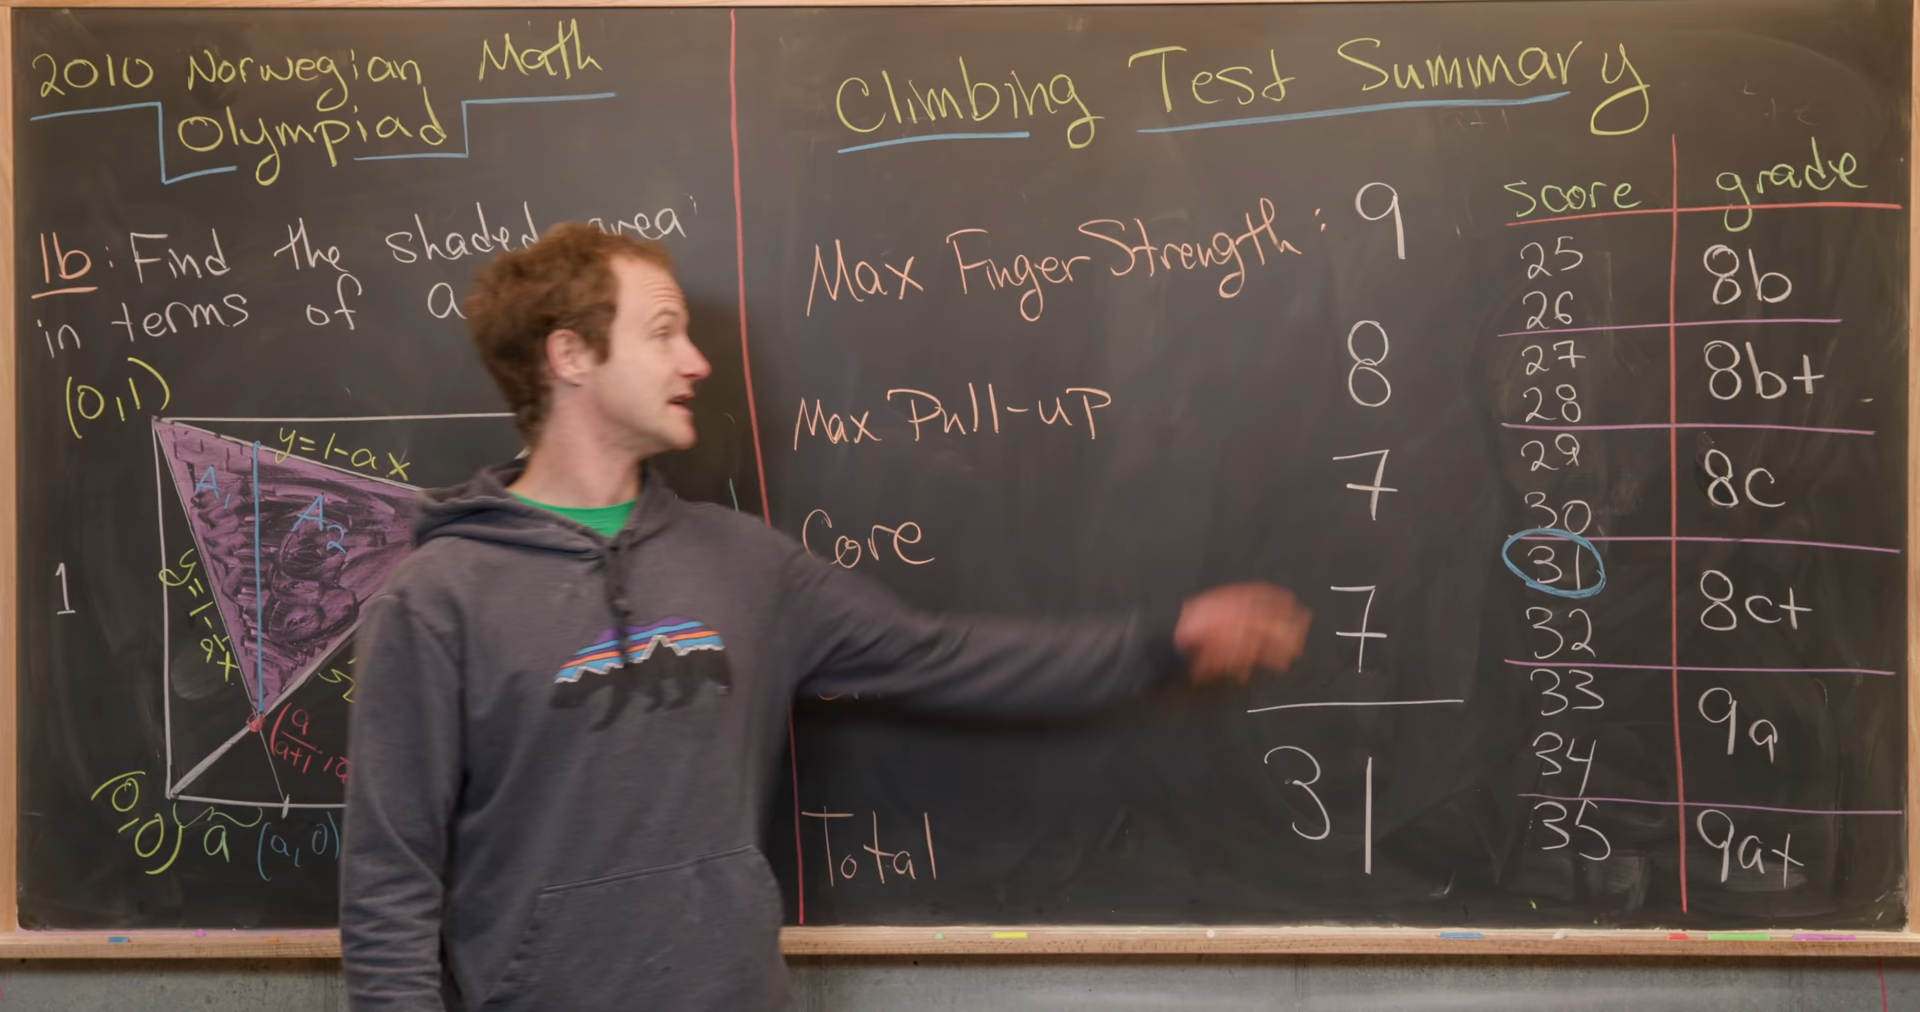 2010 Norwegian Math
Olympiad
1b: Find the shaded area
in terms of a
(0,1)
y=1-ax
A1
A2
1
(0,0)
a
(a,0)
Climbing Test Summary
Max Finger Strength: 9
Max Pull-up 8
Core 7
7
Total 31
score grade
25
26
8b
27
28
8b+
29
30
8c
31
32
8c+
33
34
9a
35
9a+